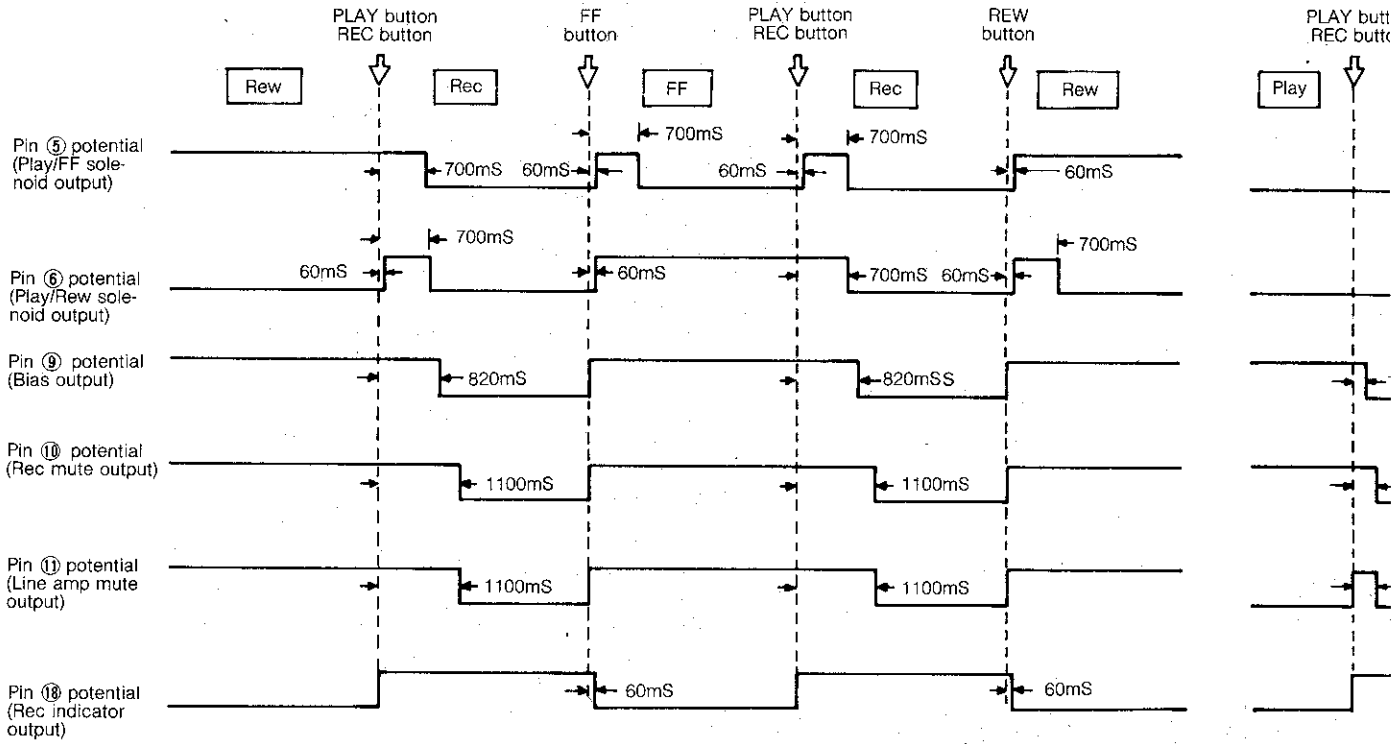 PLAY button
REC button
FF
button
PLAY button
REC button
REW
button
PLAY butt
REC butto
Rew
Rec
FF
Rec
Rew
Play
Pin ⑤ potential
(Play/FF sole-
noid output)
700mS
60mS
700mS
60mS
700mS
60mS
Pin ⑥ potential
(Play/Rew sole-
noid output)
60mS
700mS
60mS
700mS
60mS
700mS
Pin ⑨ potential
(Bias output)
820mS
820mSS
Pin ⑩ potential
(Rec mute output)
1100mS
1100mS
Pin ⑪ potential
(Line amp mute
output)
1100mS
1100mS
Pin ⑱ potential
(Rec indicator
output)
60mS
60mS